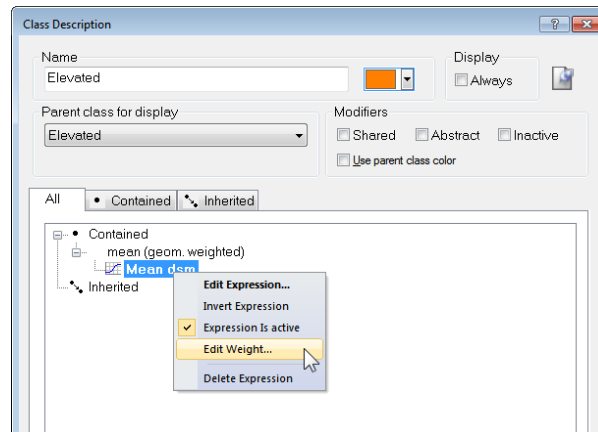 Class Description
Name
Elevated
Display
Always
Parent class for display
Elevated
Modifiers
Shared Abstract Inactive
Use parent class color
All Contained Inherited
Contained
mean (geom. weighted)
Mean dsm
Inherited
Edit Expression...
Invert Expression
Expression Is active
Edit Weight...
Delete Expression